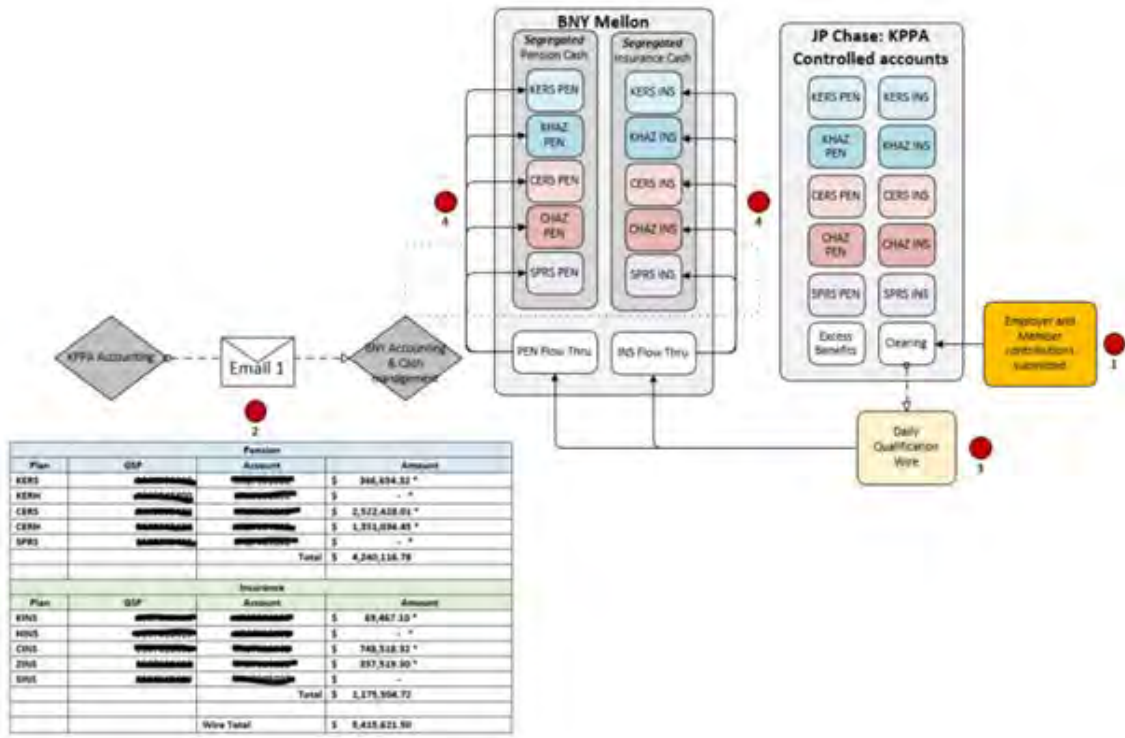 BNY Mellon
Segregated
Pension Cash
KERS PEN
KHAZ
PEN
CERS PEN
CHAZ
PEN
SPRS PEN
Segregated
Insurance Cash
KERS INS
KHAZ INS
CERS INS
CHAZ INS
SPRS INS
PEN Flow Thru
INS Flow Thru
4
4
JP Chase: KPPA
Controlled accounts
KERS PEN
KERS INS
KHAZ
PEN
KHAZ INS
CERS PEN
CERS INS
CHAZ
PEN
CHAZ INS
SPRS PEN
SPRS INS
Excess
Benefits
Clearing
Employer and
Member
contributions
submitted
1
Daily
Qualification
Wire
3
KPPA Accounting
Email 1
BNY Accounting
& Cash
management
2
Pension
Plan Account Amount
KERS $ 366,654.32 *
KERH $ - *
CERS $ 2,522,428.01 *
CERH $ 1,351,034.45 *
SPRS $ - *
Total $ 4,240,116.78
Insurance
Plan Account Amount
KINS $ 69,467.10 *
HINS $ - *
CINS $ 748,518.32 *
ZINS $ 357,519.30 *
SINS $ -
Total $ 1,175,504.72
Wire Total $ 5,415,621.50